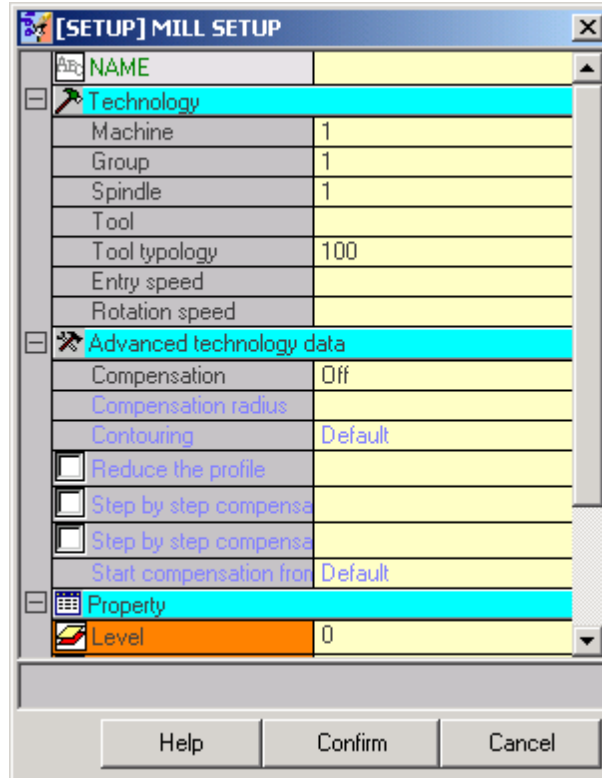 [SETUP] MILL SETUP
ABC NAME
Technology
Machine 1
Group 1
Spindle 1
Tool
Tool typology 100
Entry speed
Rotation speed
Advanced technology data
Compensation Off
Compensation radius
Contouring Default
Reduce the profile
Step by step compensa
Step by step compensa
Start compensation fron Default
Property
Level 0
Help Confirm Cancel